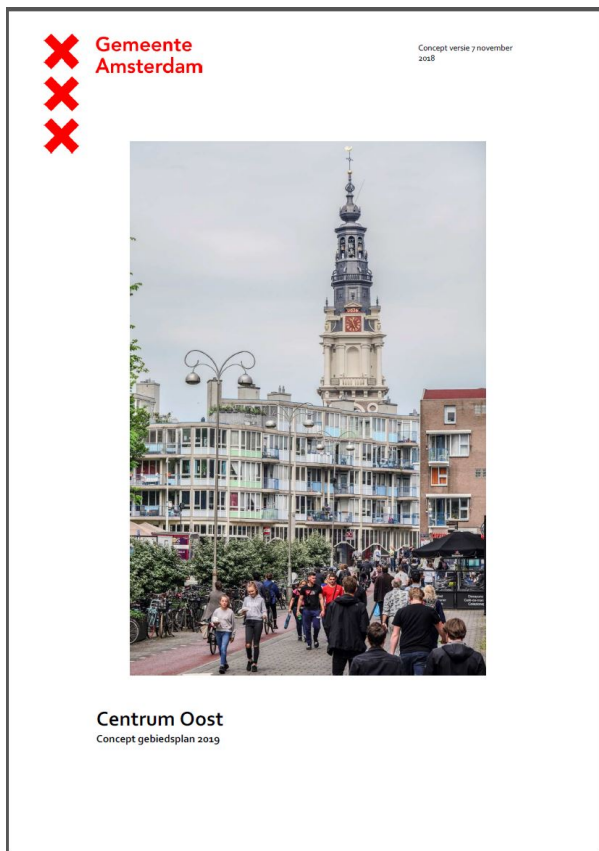 Gemeente
Amsterdam
Concept versie 7 november
2018
Centrum Oost
Concept gebiedsplan 2019